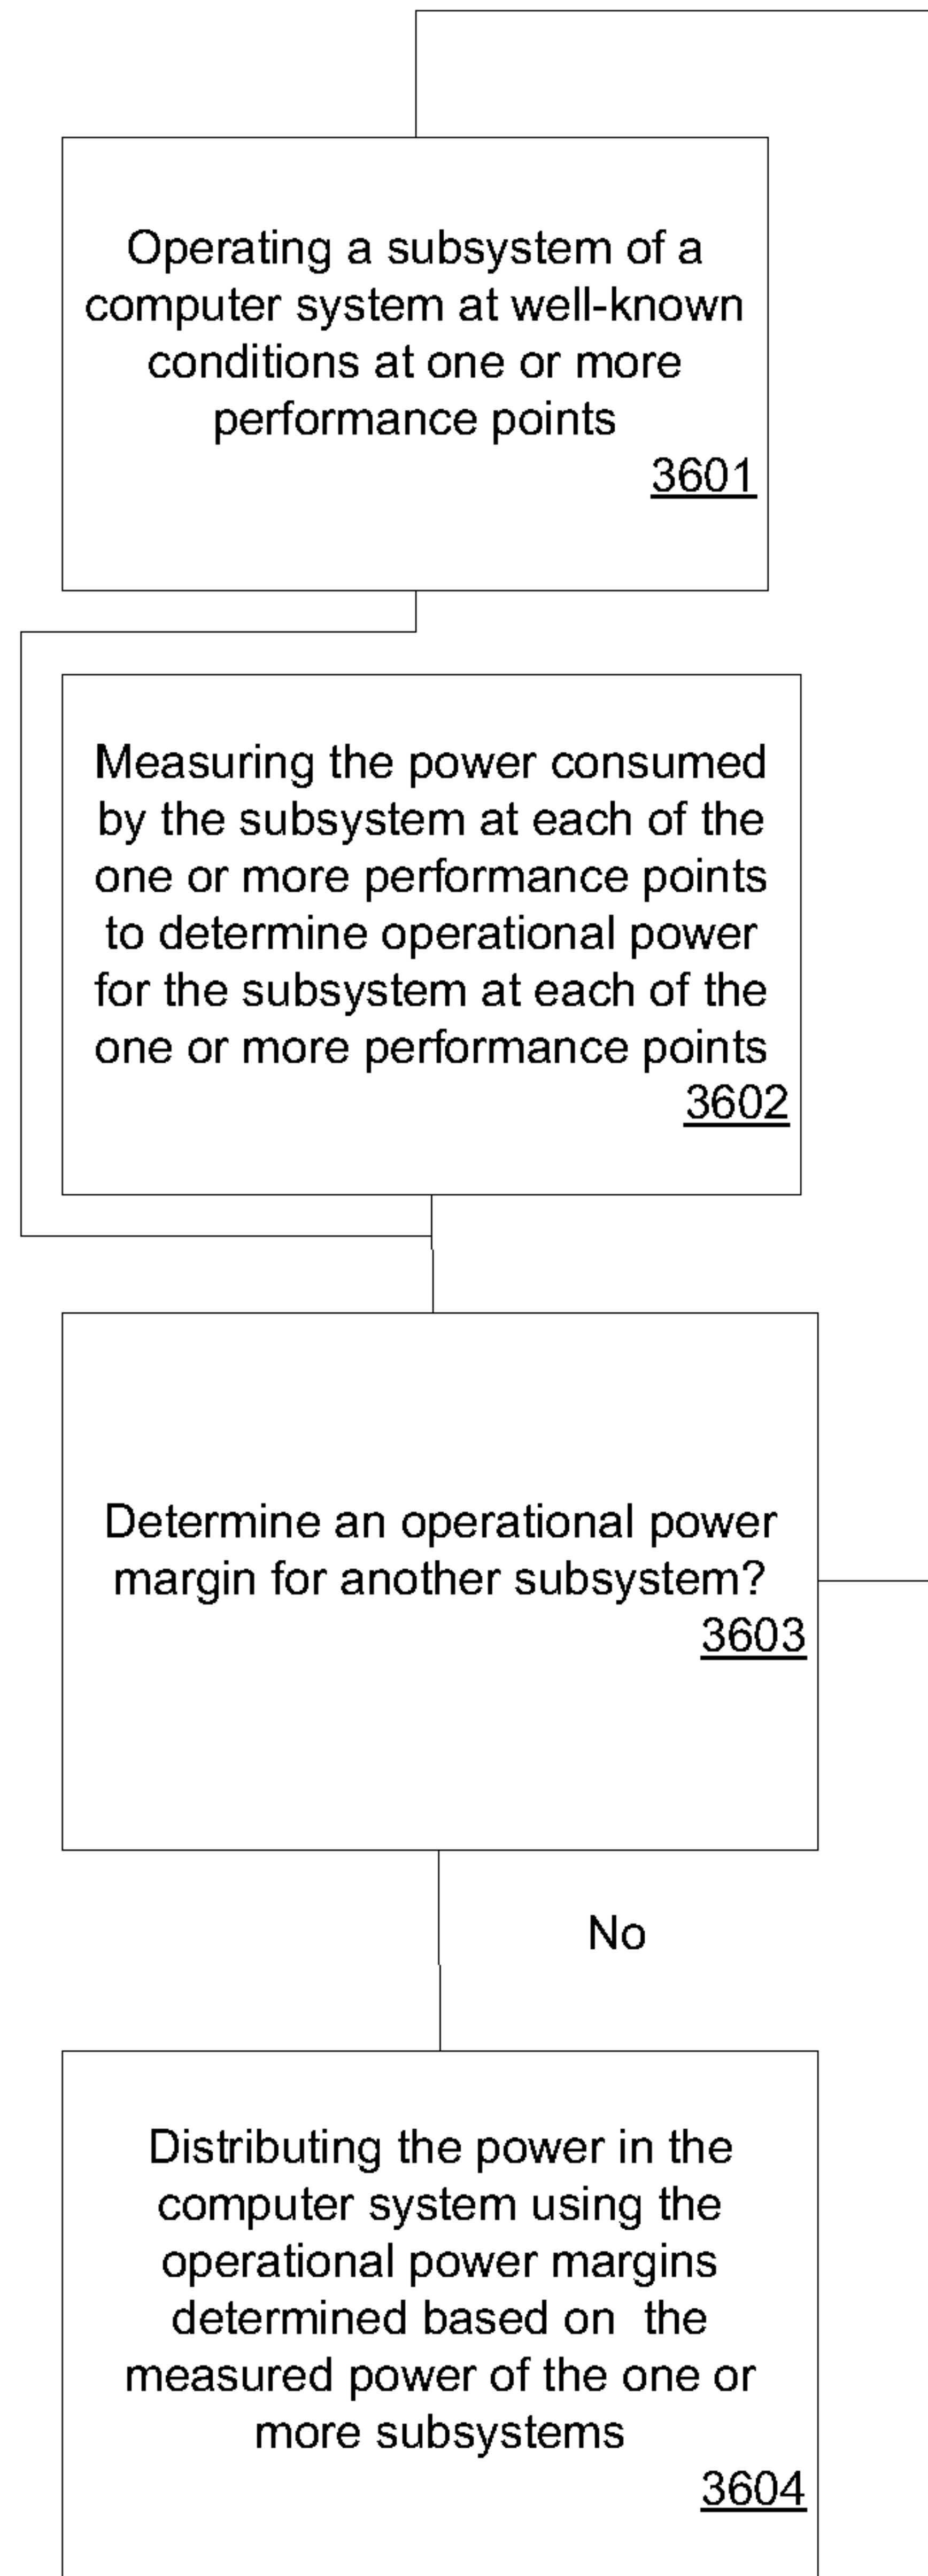 Operating a subsystem of a
computer system at well-known
conditions at one or more
performance points
3601
Measuring the power consumed
by the subsystem at each of the
one or more performance points
to determine operational power
for the subsystem at each of the
one or more performance points
3602
Determine an operational power
margin for another subsystem?
3603
No
Distributing the power in the
computer system using the
operational power margins
determined based on the
measured power of the one or
more subsystems
3604